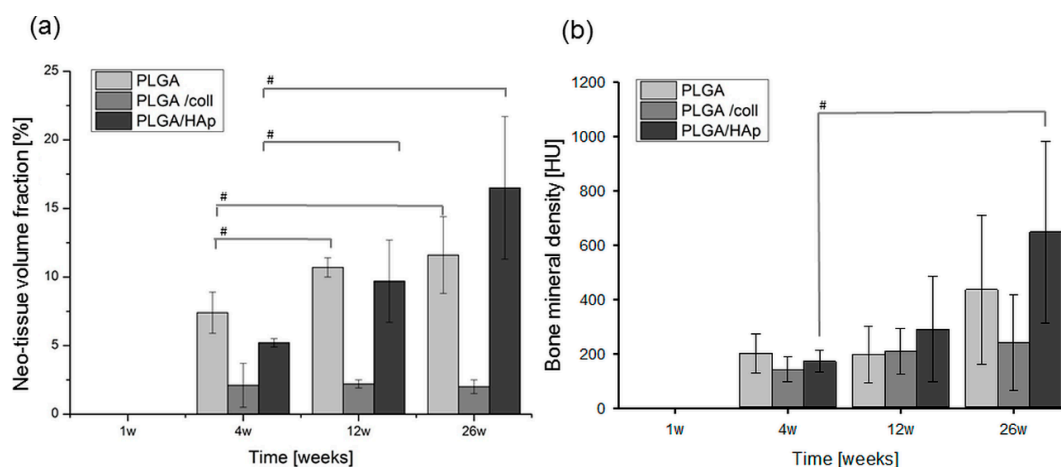 (a)
PLGA
PLGA /coll
PLGA/HAp
#
#
#
#
Neo-tissue volume fraction [%]
25
20
15
10
5
0
1w 4w 12w 26w
Time [weeks]
(b)
PLGA
PLGA /coll
PLGA/HAp
#
Bone mineral density [HU]
1200
1000
800
600
400
200
0
1w 4w 12w 26w
Time [weeks]